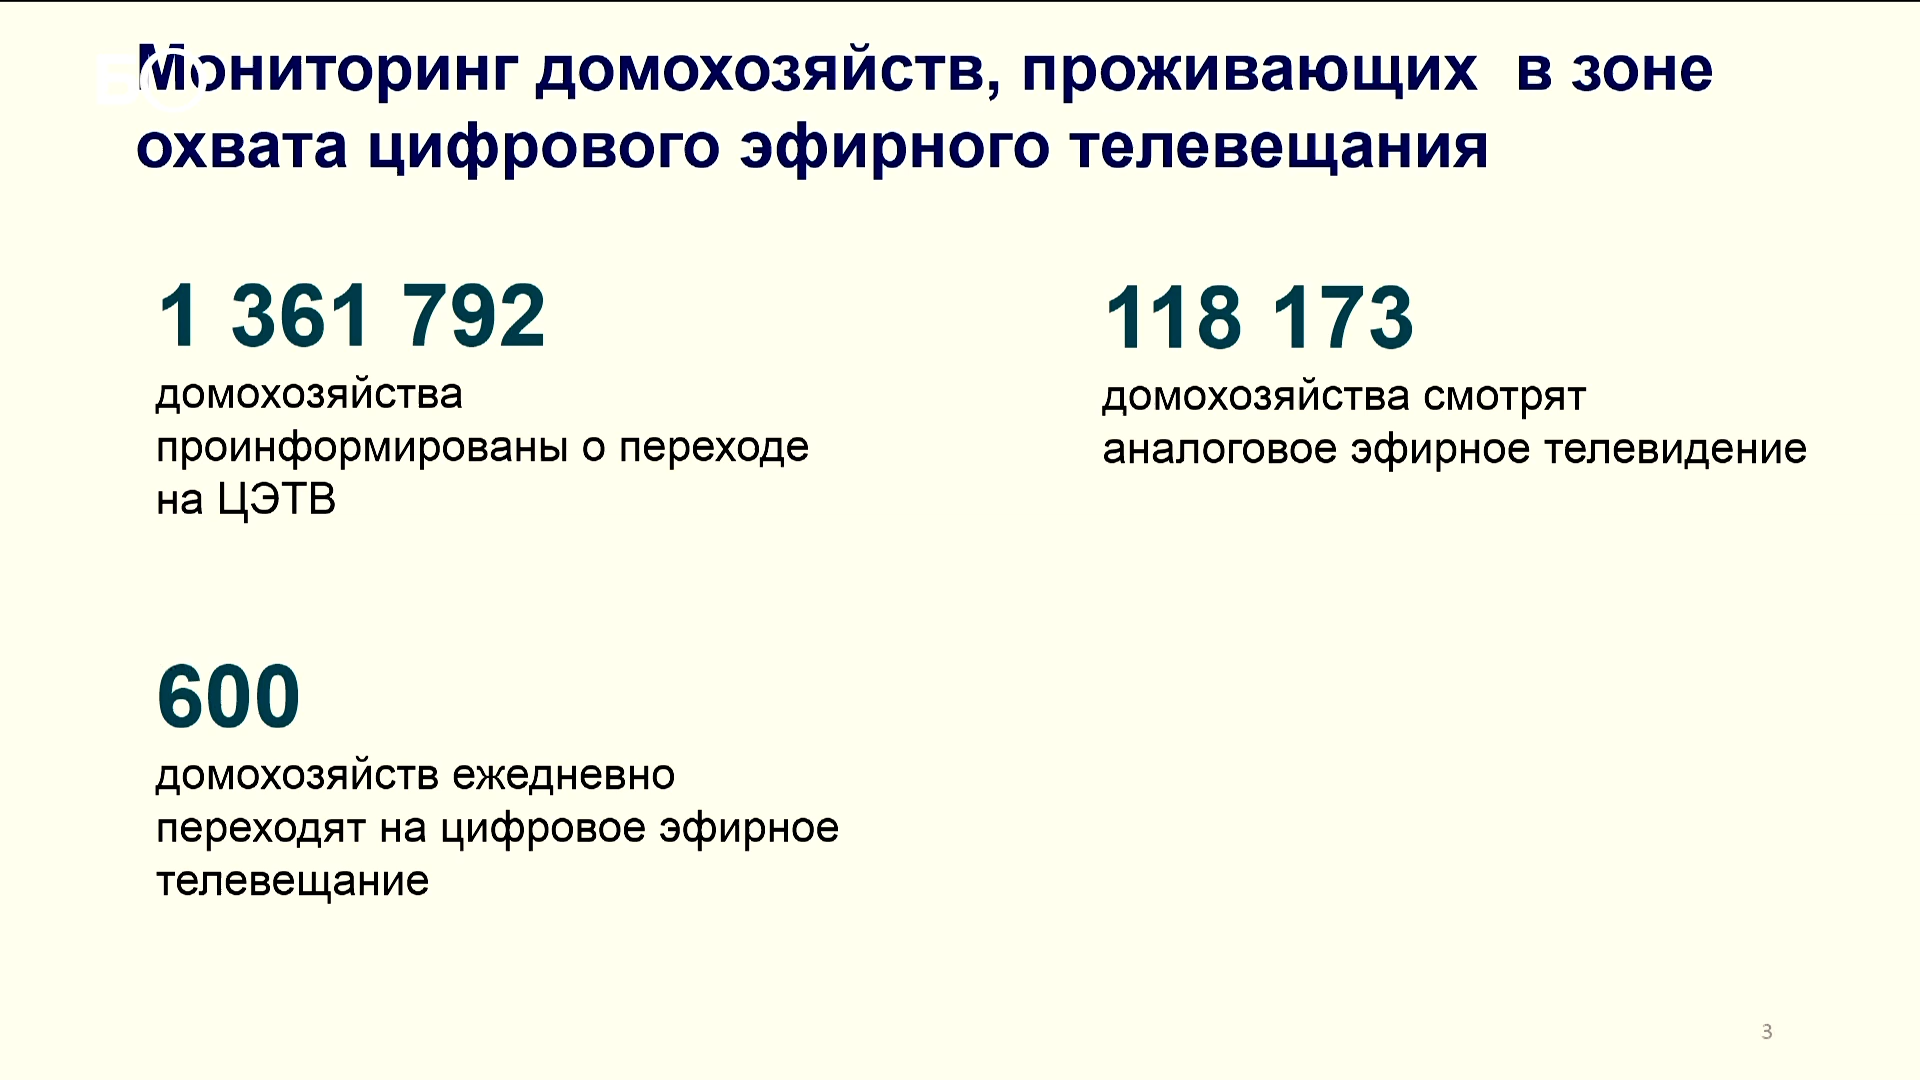 Мониторинг домохозяйств, проживающих в зоне
охвата цифрового эфирного телевещания
1 361 792
домохозяйства
проинформированы о переходе
на ЦЭТВ
118 173
домохозяйства смотрят
аналоговое эфирное телевидение
600
домохозяйств ежедневно
переходят на цифровое эфирное
телевещание
3